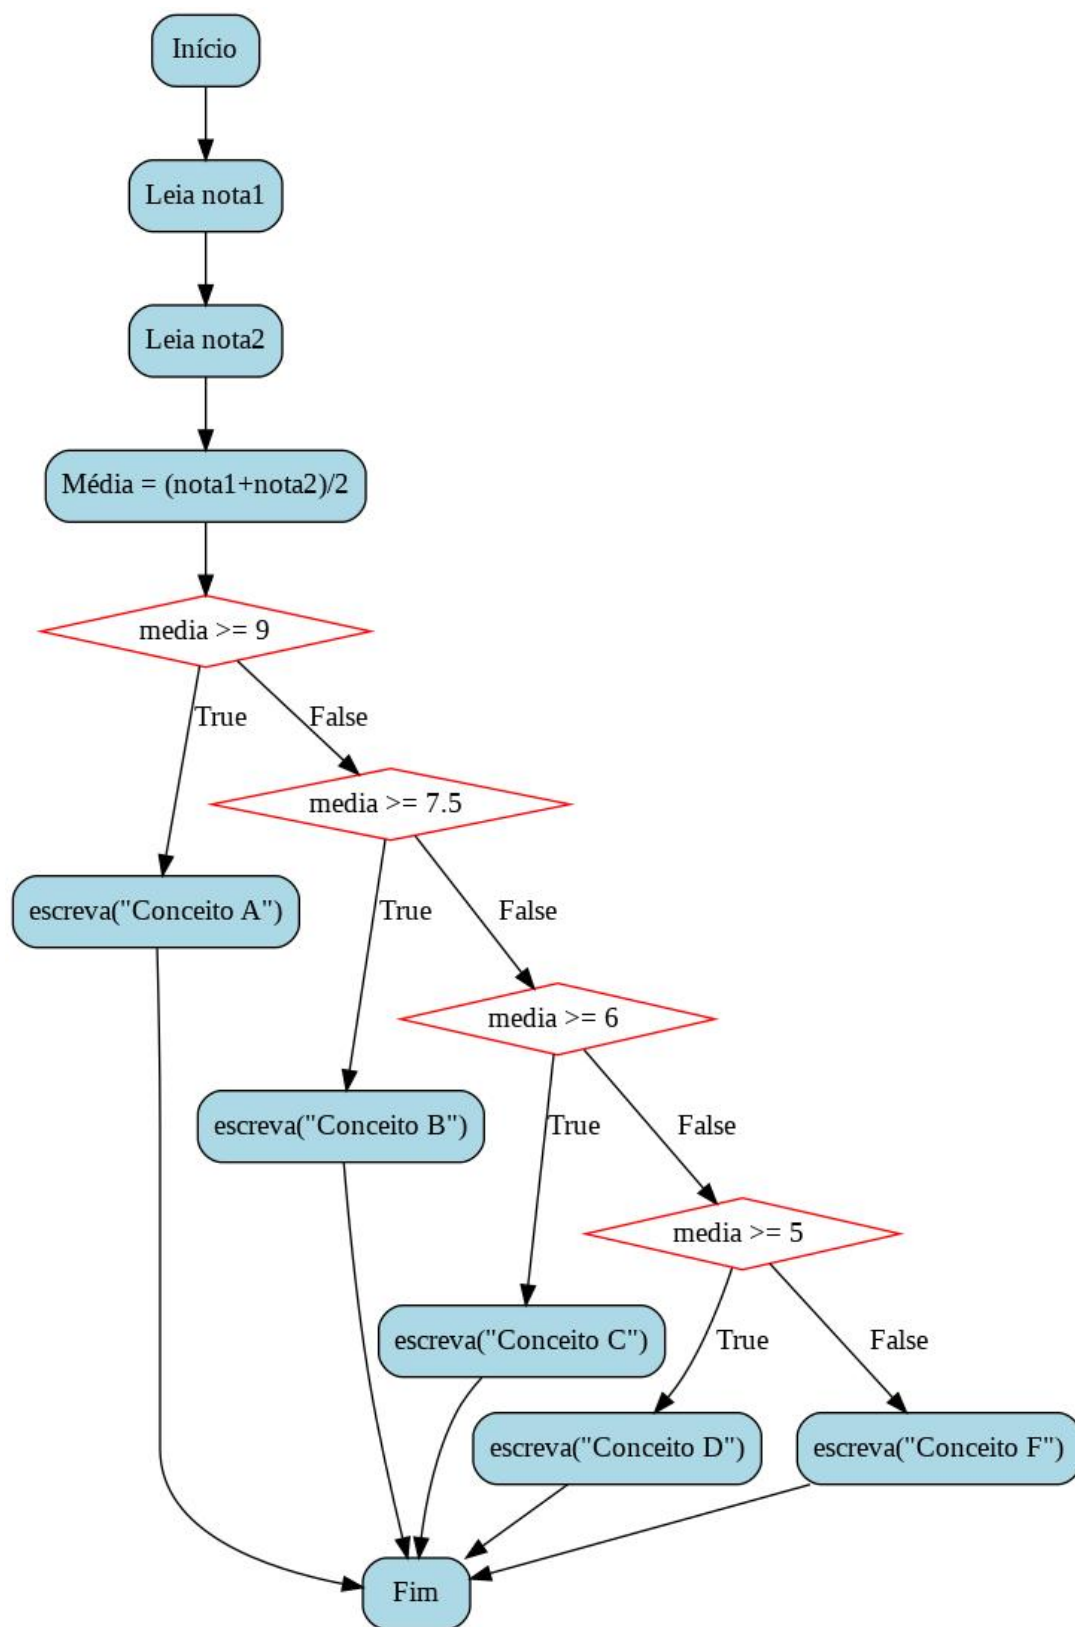 Início
Leia nota1
Leia nota2
Média = (nota1+nota2)/2
media >= 9
True
False
media >= 7.5
escreva("Conceito A")
True
False
media >= 6
escreva("Conceito B")
True
False
media >= 5
escreva("Conceito C")
True
False
escreva("Conceito D")
escreva("Conceito F")
Fim